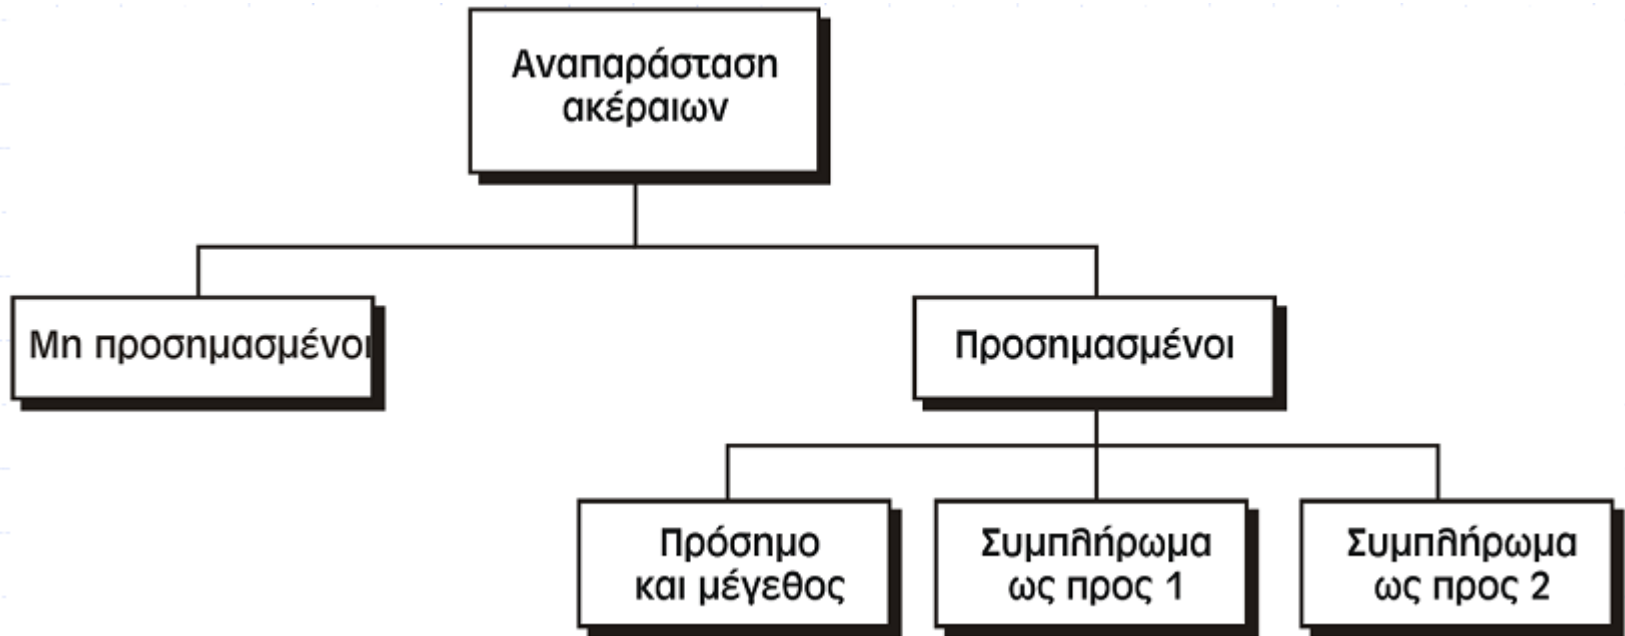 Αναπαράσταση
ακέραιων
Μη προσημασμένοι
Προσημασμένοι
Πρόσημο
και μέγεθος
Συμπλήρωμα
ως προς 1
Συμπλήρωμα
ως προς 2